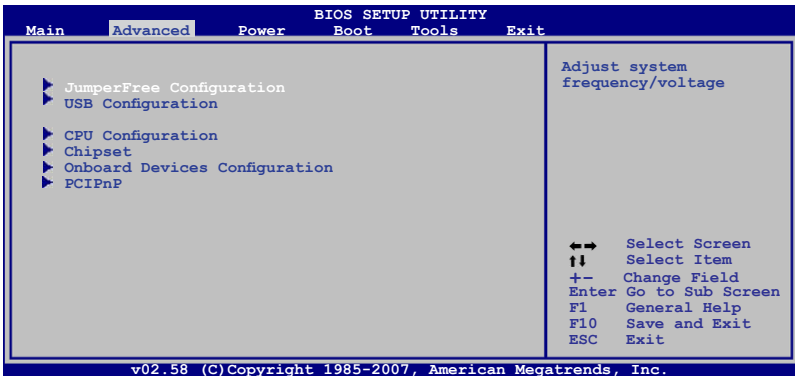 BIOS SETUP UTILITY
Main Advanced Power Boot Tools Exit
JumperFree Configuration
USB Configuration
CPU Configuration
Chipset
Onboard Devices Configuration
PCIPnP
Adjust system
frequency/voltage
←→ Select Screen
↑↓ Select Item
+- Change Field
Enter Go to Sub Screen
F1 General Help
F10 Save and Exit
ESC Exit
v02.58 (C)Copyright 1985-2007, American Megatrends, Inc.